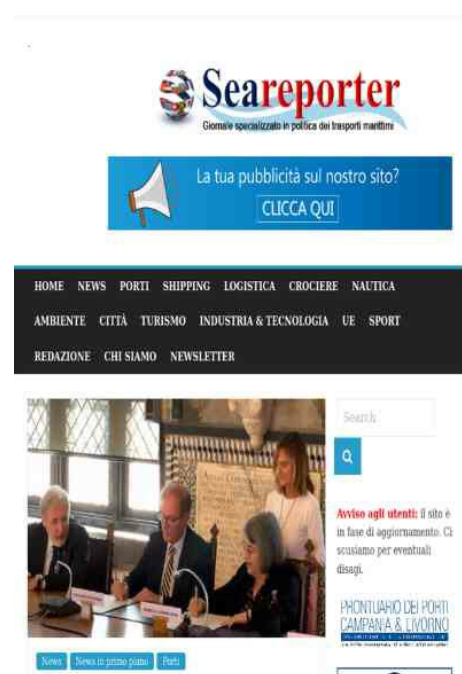 Seareporter
Giornale specializzato in politica dei trasporti marittimi
La tua pubblicità sul nostro sito?
CLICCA QUI
HOME NEWS PORTI SHIPPING LOGISTICA CROCIERE NAUTICA
AMBIENTE CITTÀ TURISMO INDUSTRIA & TECNOLOGIA UE SPORT
REDAZIONE CHI SIAMO NEWSLETTER
Search
Avviso agli utenti: il sito è
in fase di aggiornamento. Ci
scusiamo per eventuali
disagi.
PRONTUARIO DEI PORTI
CAMPANIA & LIVORNO
News News in primo piano Porti